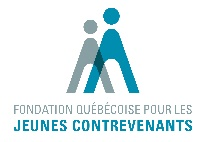 FONDATION QUÉBÉCOISE POUR LES
JEUNES CONTREVENANTS